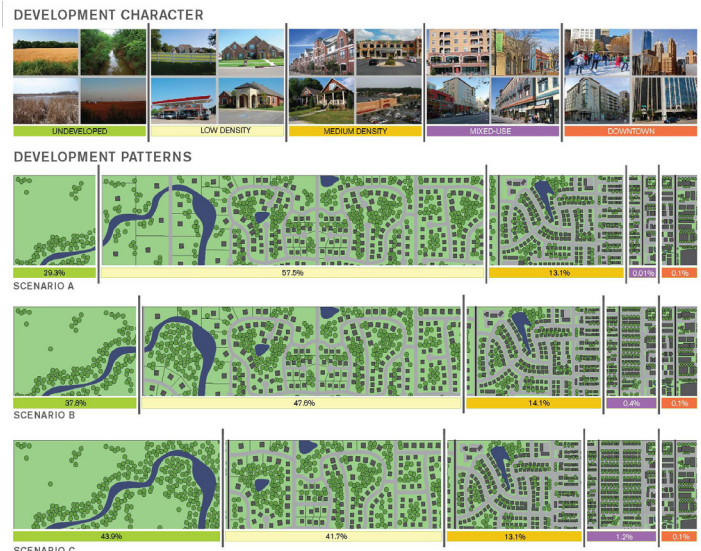 DEVELOPMENT CHARACTER
UNDEVELOPED
LOW DENSITY
MEDIUM DENSITY
MIXED-USE
DOWNTOWN
DEVELOPMENT PATTERNS
29.3%
57.5%
13.1%
0.01%
0.1%
SCENARIO A
37.8%
47.6%
14.1%
0.4%
0.1%
SCENARIO B
43.9%
41.7%
13.1%
1.2%
0.1%
SCENARIO C